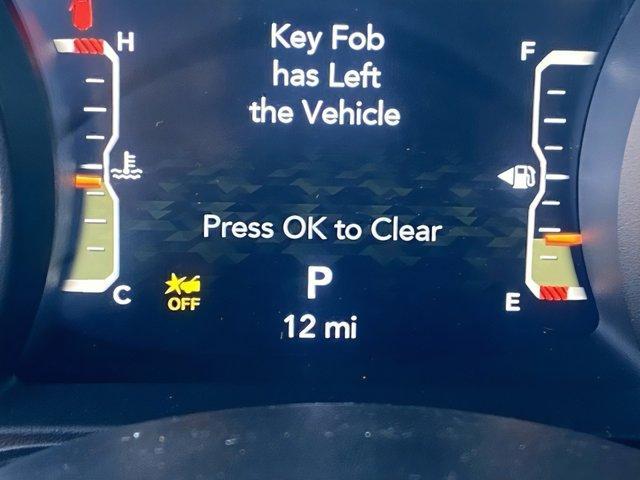 H
Key Fob
has Left
the Vehicle
F
Press OK to Clear
C
OFF
P
E
12 mi